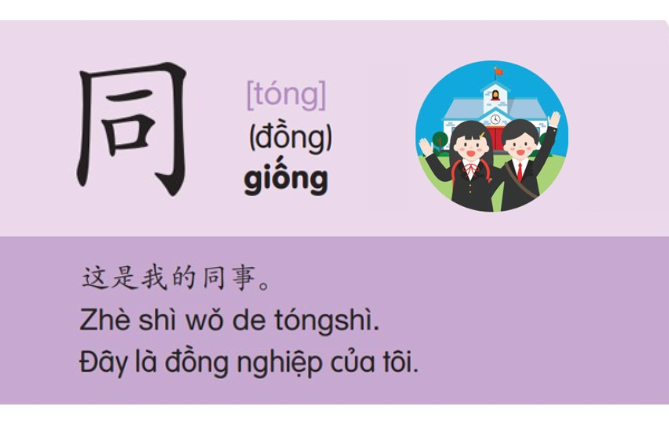 同
[tóng]
(đồng)
giống
这是我的同事。
Zhè shì wǒ de tóngshì.
Đây là đồng nghiệp của tôi.